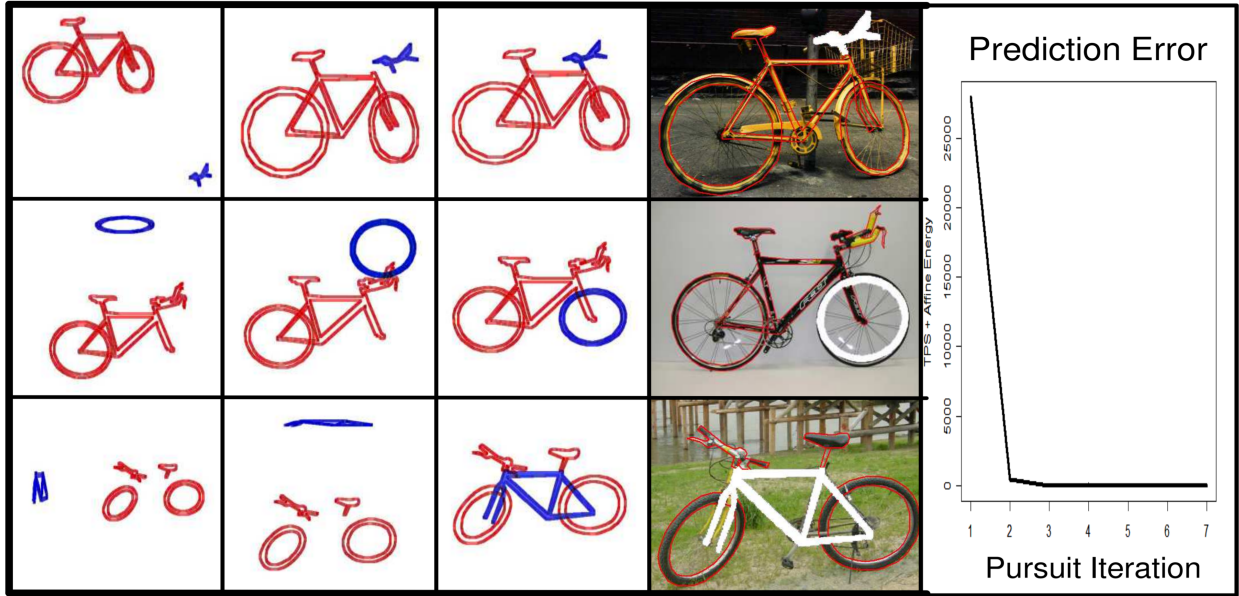 Prediction Error
TPS + Affine Energy
25000
20000
15000
10000
5000
0
1 2 3 4 5 6 7
Pursuit Iteration
FELT